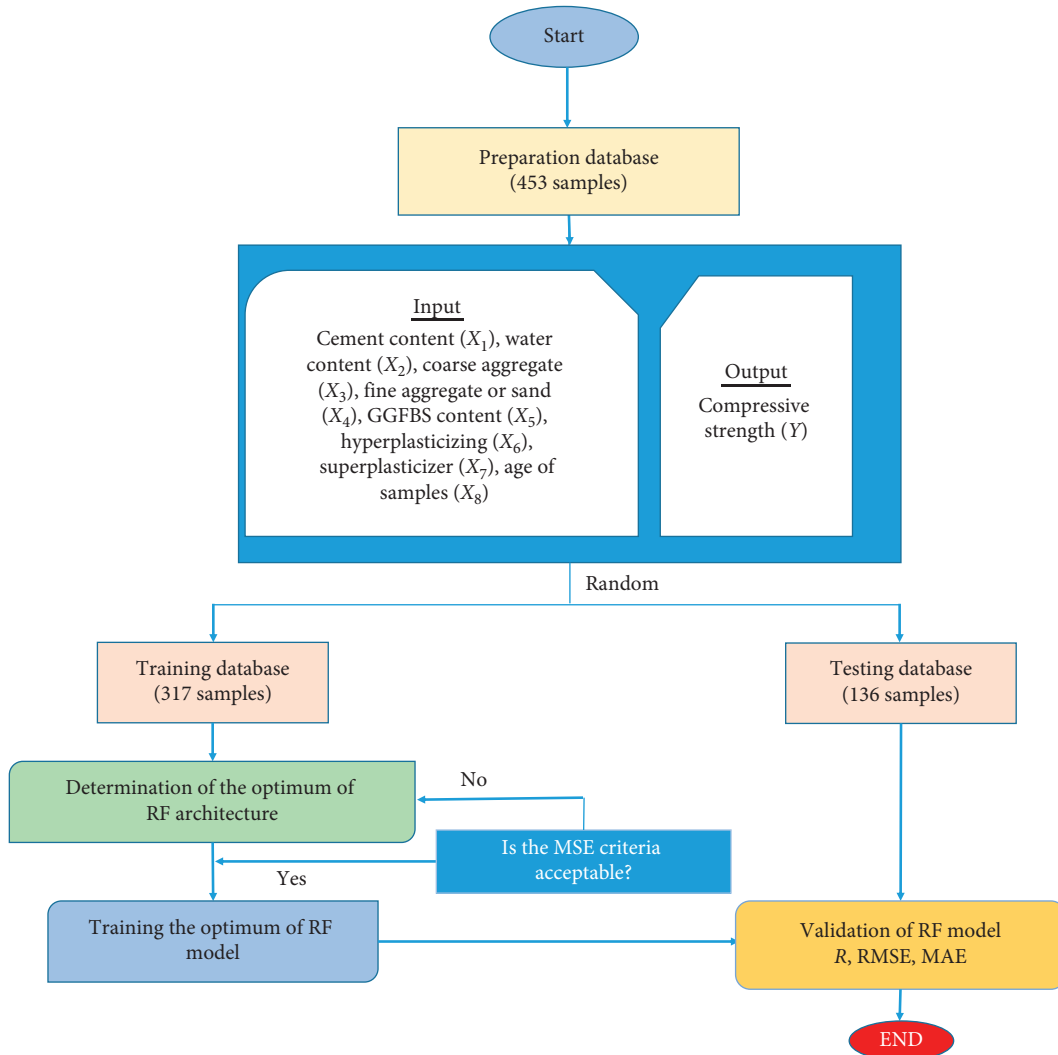 Start
Preparation database
(453 samples)
Input
Cement content (X₁), water
content (X₂), coarse aggregate
(X₃), fine aggregate or sand
(X₄), GGFBS content (X₅),
hyperplasticizing (X₆),
superplasticizer (X₇), age of
samples (X₈)
Output
Compressive
strength (Y)
Random
Training database
(317 samples)
Testing database
(136 samples)
Determination of the optimum of
RF architecture
No
Is the MSE criteria
acceptable?
Yes
Training the optimum of RF
model
Validation of RF model
R, RMSE, MAE
END